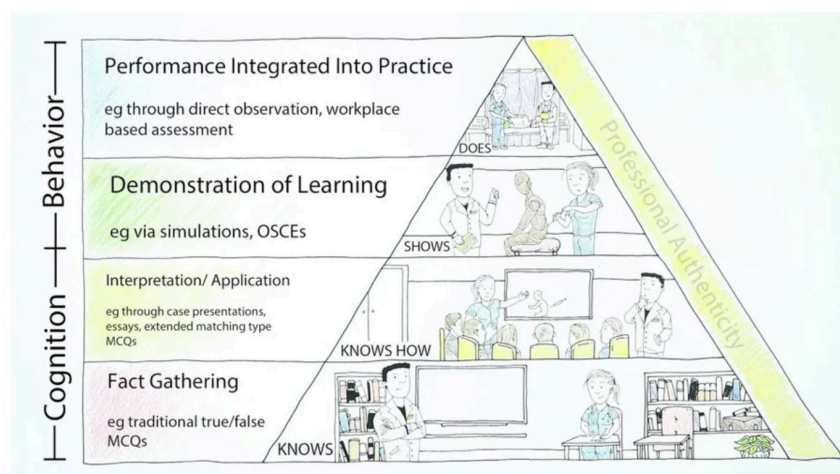 Behavior
Cognition
Performance Integrated Into Practice
eg through direct observation, workplace
based assessment
DOES
Demonstration of Learning
eg via simulations, OSCEs
SHOWS
Interpretation/ Application
eg through case presentations,
essays, extended matching type
MCQs
KNOWS HOW
Fact Gathering
eg traditional true/false
MCQs
KNOWS
Professional Authenticity